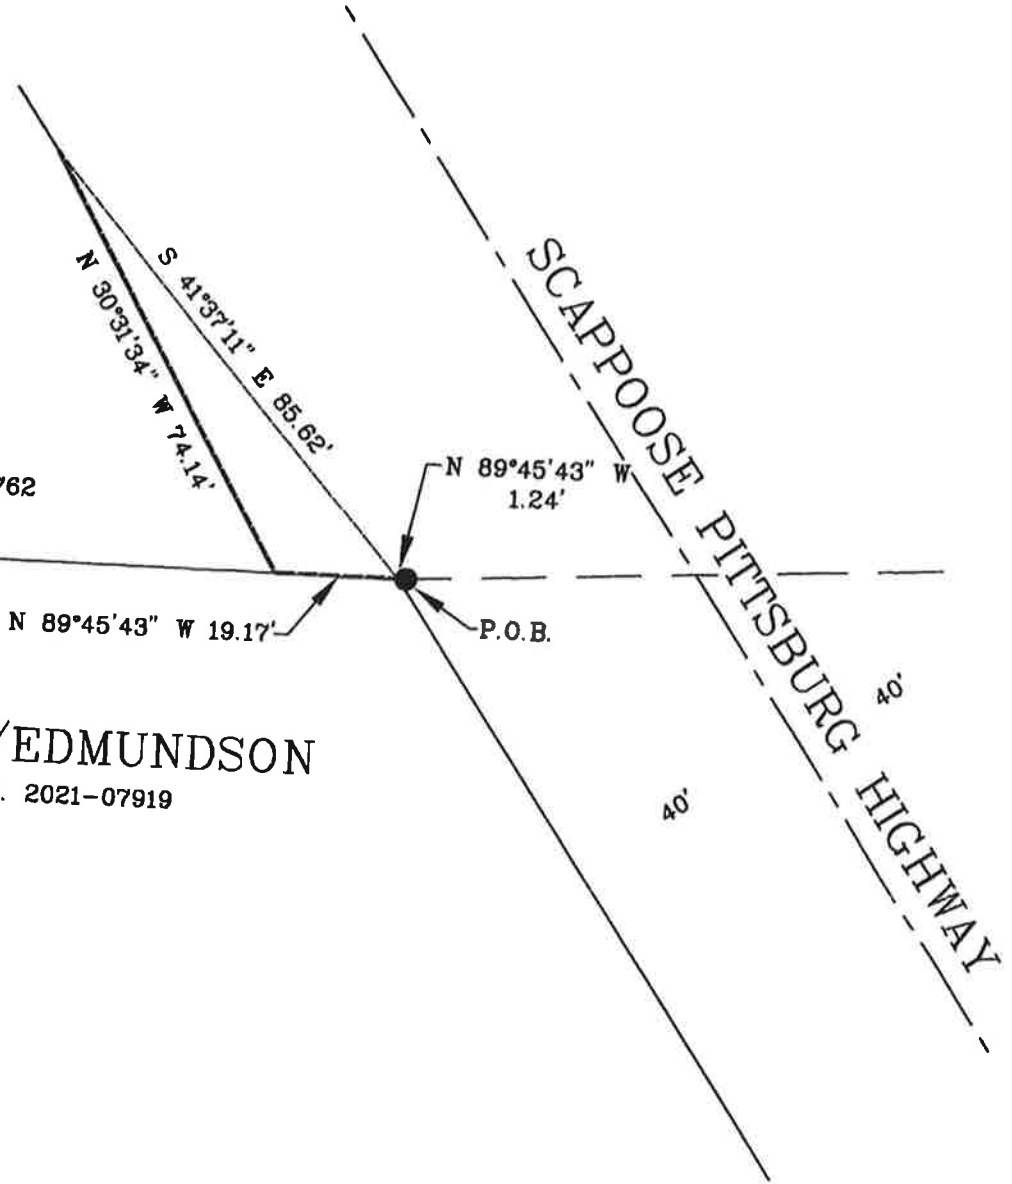 SCAPPOOSE PITTSBURG HIGHWAY
S 41°37'11" E 85.62'
N 30°31'34" W 74.14'
N 89°45'43" W
1.24'
762
N 89°45'43" W 19.17'
P.O.B.
40'
40'
/EDMUNDSON
. 2021-07919